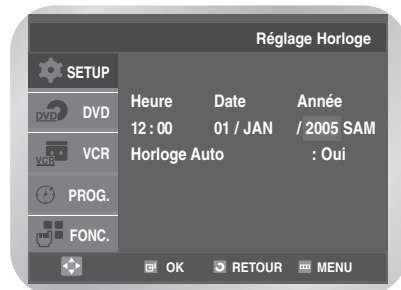 Réglage Horloge
SETUP
DVD DVD
VCR VCR
PROG.
FONC.
Heure Date Année
12 : 00 01 / JAN / 2005 SAM
Horloge Auto : Oui
OK RETOUR MENU